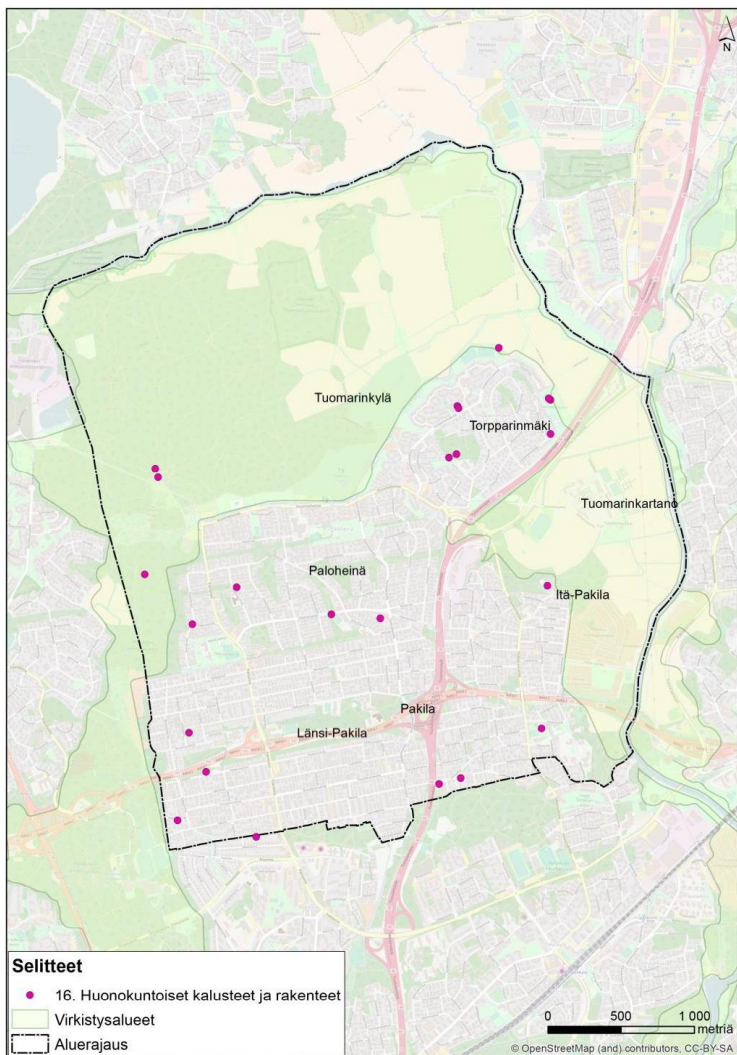 N
Tuomarinkylä
Torpparinmäki
Tuomarinkartano
Paloheinä
Itä-Pakila
Pakila
Länsi-Pakila
Selitteet
16. Huonokuntoiset kalusteet ja rakenteet
Virkistysalueet
Aluerajaus
0 500 1 000
metriä
© OpenStreetMap (and) contributors, CC-BY-SA